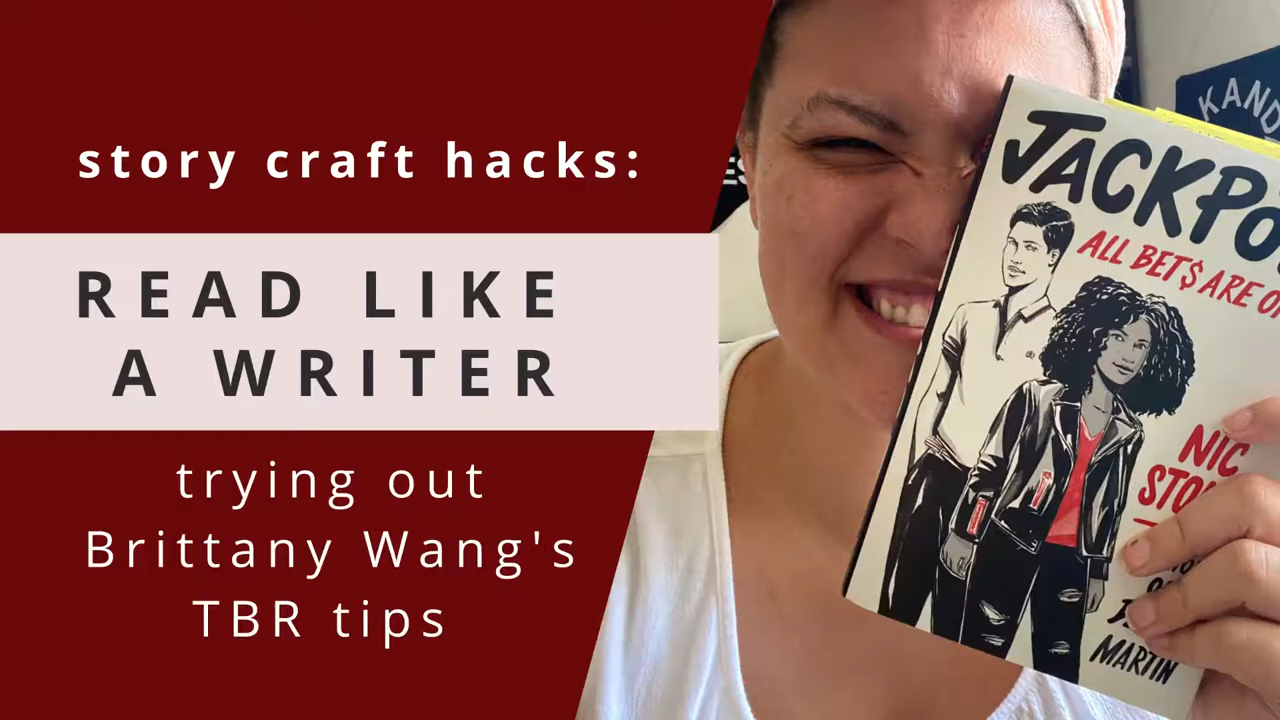 story craft hacks:
READ LIKE
A WRITER
trying out
Brittany Wang's
TBR tips
KAND
JACKPO
ALL BET$ ARE O
NIC
STO
MARTIN